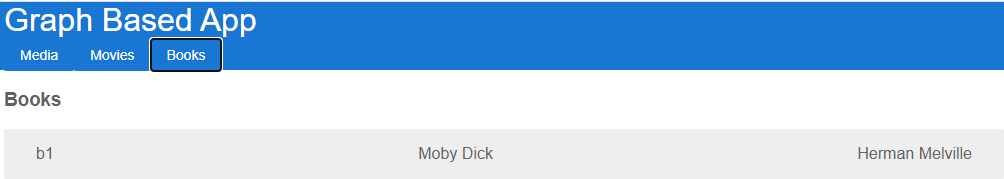 Graph Based App
Media Movies Books
Books
b1 Moby Dick Herman Melville